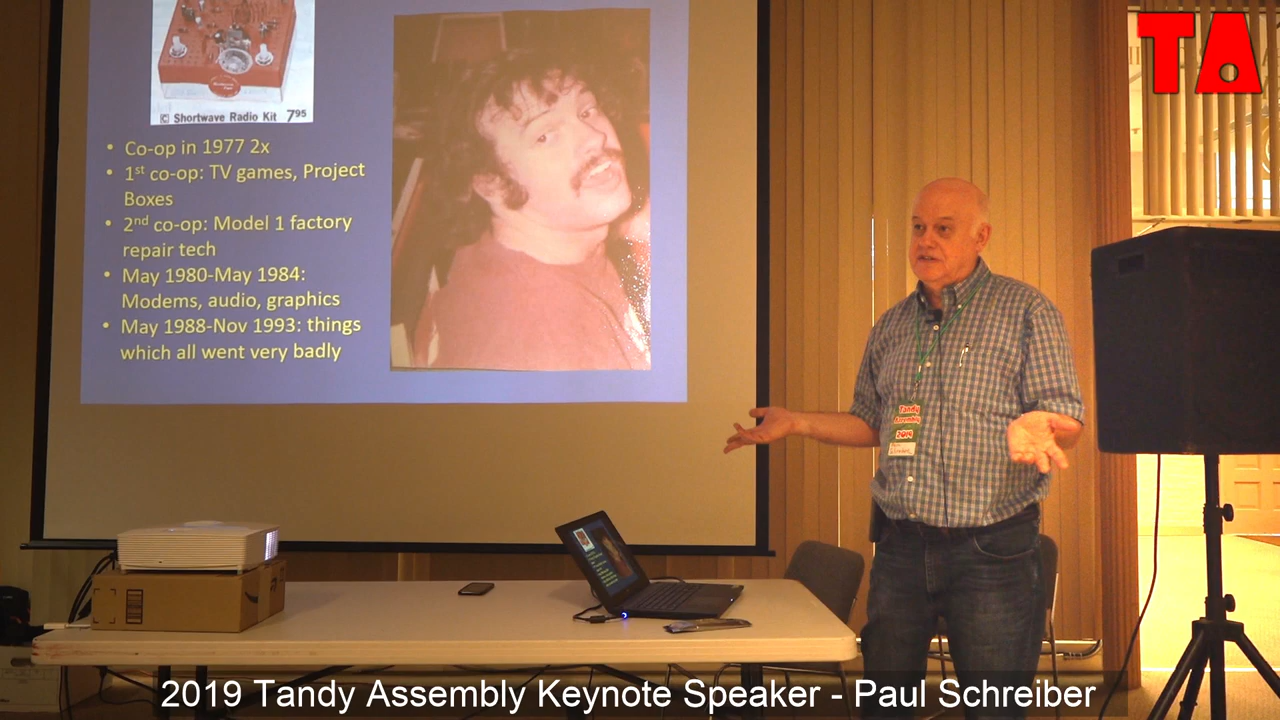 TA
© Shortwave Radio Kit 7⁹⁵
• Co-op in 1977 2x
• 1st co-op: TV games, Project
Boxes
• 2nd co-op: Model 1 factory
repair tech
• May 1980-May 1984:
Modems, audio, graphics
• May 1988-Nov 1993: things
which all went very badly
Tandy
Assembly
2019
2019 Tandy Assembly Keynote Speaker - Paul Schreiber